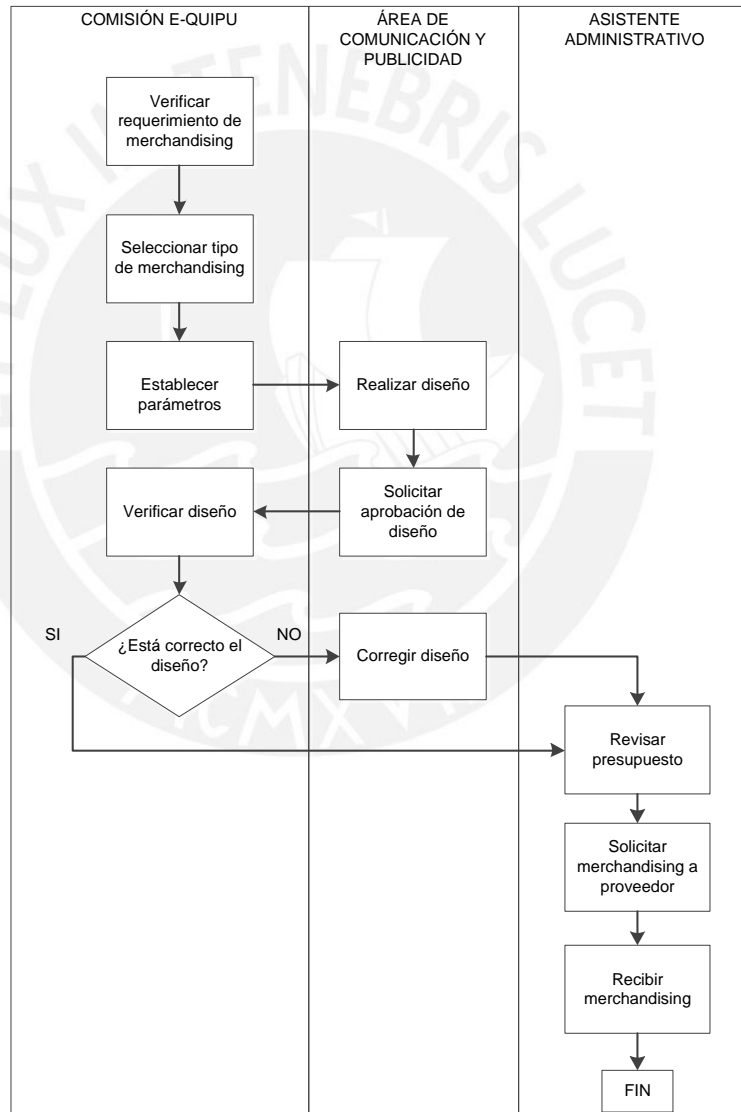 COMISIÓN E-QUIPU
ÁREA DE
COMUNICACIÓN Y
PUBLICIDAD
ASISTENTE
ADMINISTRATIVO
Verificar
requerimiento de
merchandising
Seleccionar tipo
de merchandising
Establecer
parámetros
Realizar diseño
Verificar diseño
Solicitar
aprobación de
diseño
SI
¿Está correcto el
diseño?
NO
Corregir diseño
Revisar
presupuesto
Solicitar
merchandising a
proveedor
Recibir
merchandising
FIN
TENEBRIS LUCET